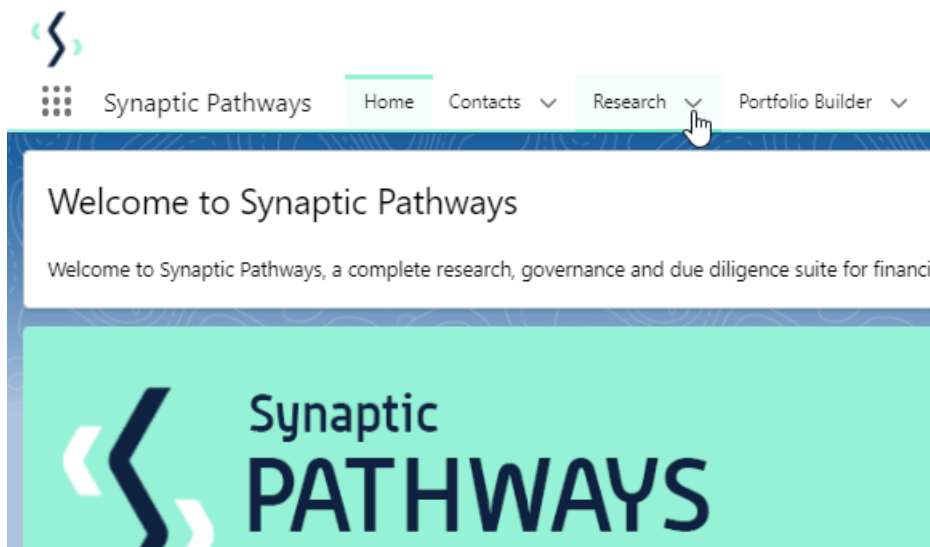 Synaptic Pathways Home Contacts Research Portfolio Builder
Welcome to Synaptic Pathways
Welcome to Synaptic Pathways, a complete research, governance and due diligence suite for financi
Synaptic
PATHWAYS